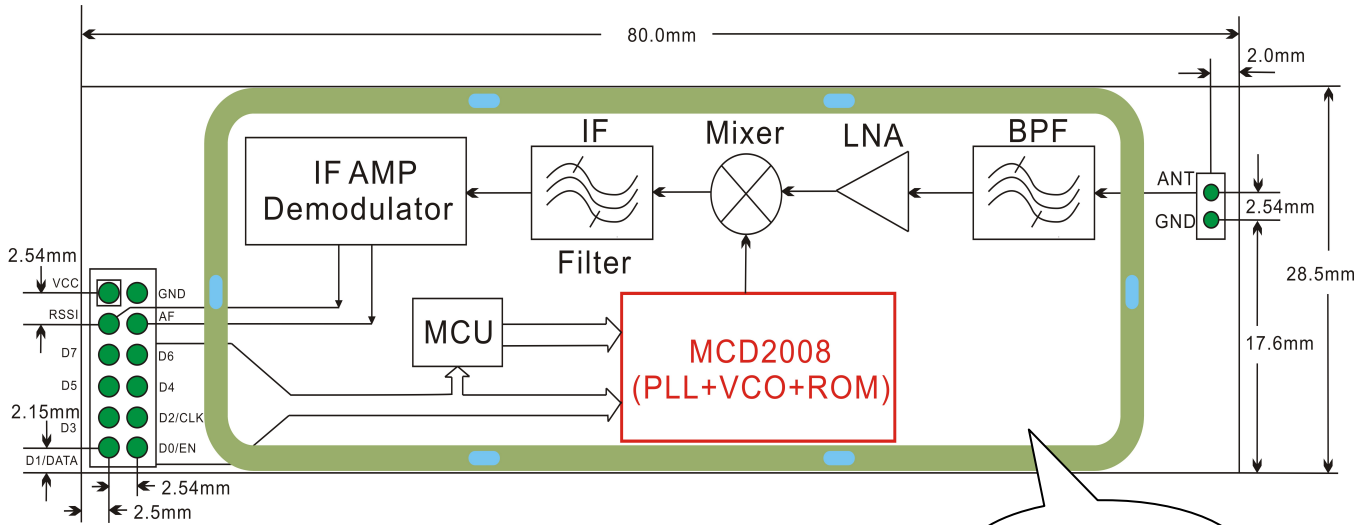 80.0mm
2.0mm
IF
Mixer
LNA
BPF
IF AMP
Demodulator
ANT
2.54mm
GND
Filter
2.54mm
28.5mm
VCC
GND
RSSI
AF
MCU
17.6mm
D7
D6
MCD2008
(PLL+VCO+ROM)
D5
D4
2.15mm
D2/CLK
D3
D0/EN
D1/DATA
2.54mm
2.5mm